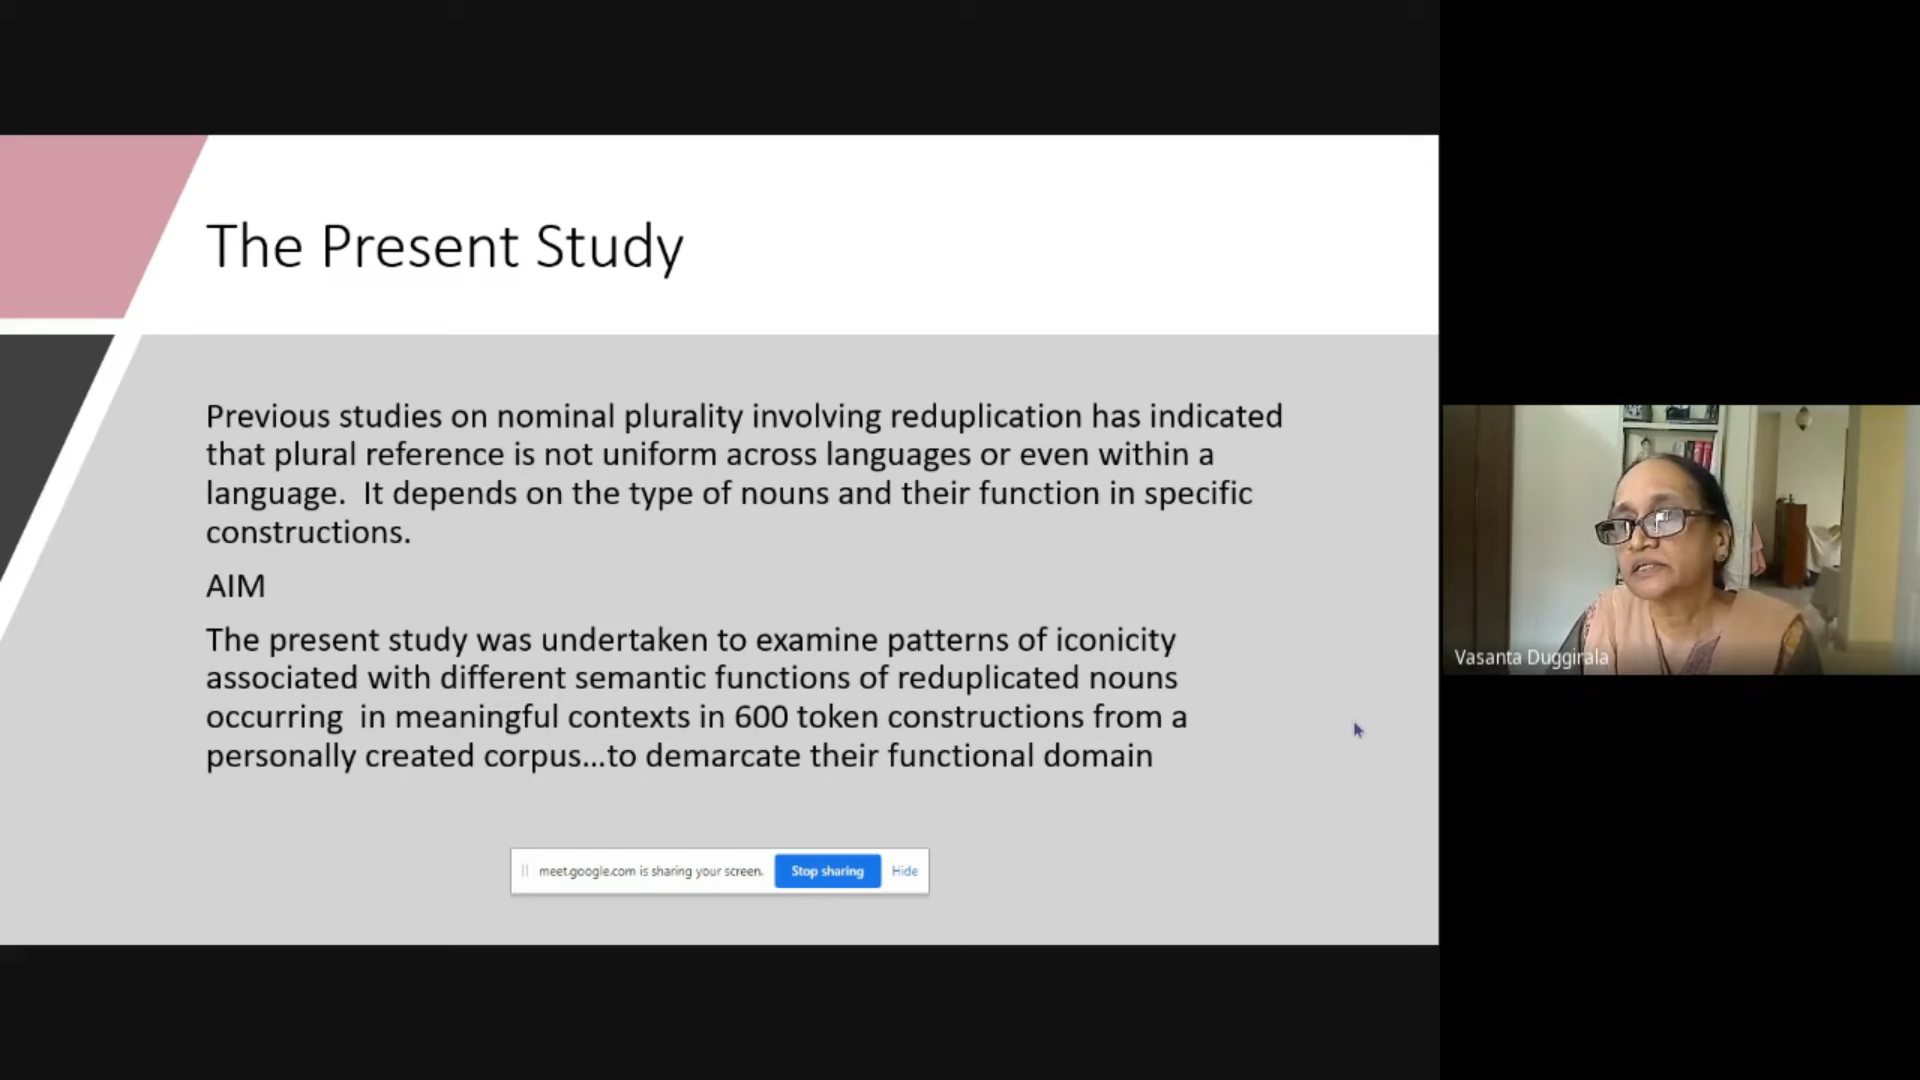 The Present Study
Previous studies on nominal plurality involving reduplication has indicated
that plural reference is not uniform across languages or even within a
language.  It depends on the type of nouns and their function in specific
constructions.
AIM
The present study was undertaken to examine patterns of iconicity
associated with different semantic functions of reduplicated nouns
occurring  in meaningful contexts in 600 token constructions from a
personally created corpus...to demarcate their functional domain
meet.google.com is sharing your screen. Stop sharing Hide
Vasanta Duggirala